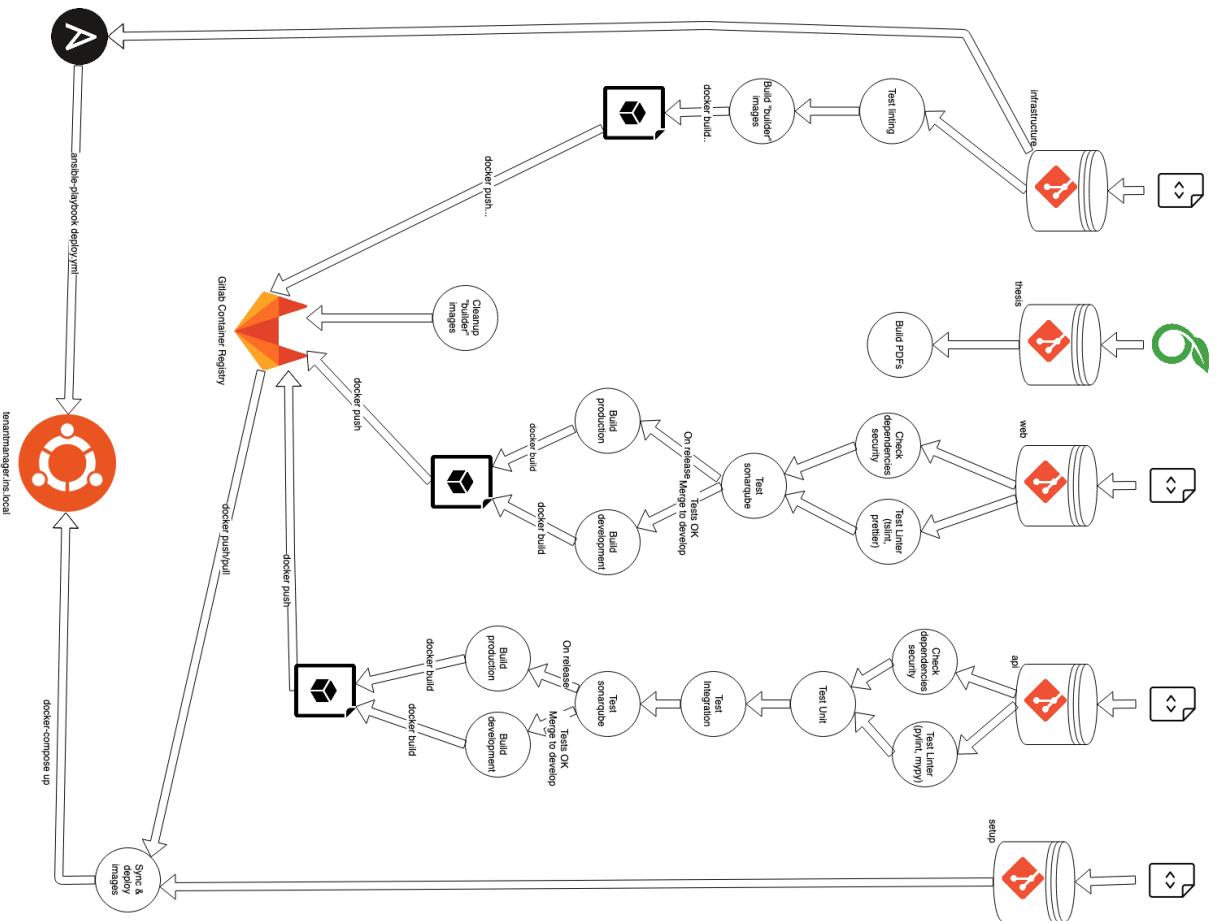 infrastructure
thesis
web
api
setup
Test linting
Build "builder"
images
docker build..
docker push...
Build PDFs
Check
dependencies
security
Test Linter
(tslint,
prettier)
Test
sonarqube
On release
Tests OK
Merge to develop
Build
production
Build
development
docker build
docker build
docker push
Check
dependencies
security
Test Linter
(pylint, mypy)
Test Unit
Test
Integration
Test
sonarqube
On release
Tests OK
Merge to develop
Build
production
Build
development
docker build
docker build
docker push
Cleanup
"builder"
images
Gitlab Container Registry
docker push/pull
Sync &
deploy
images
ansible-playbook deploy.yml
docker-compose up
tenantmanager.ins.local